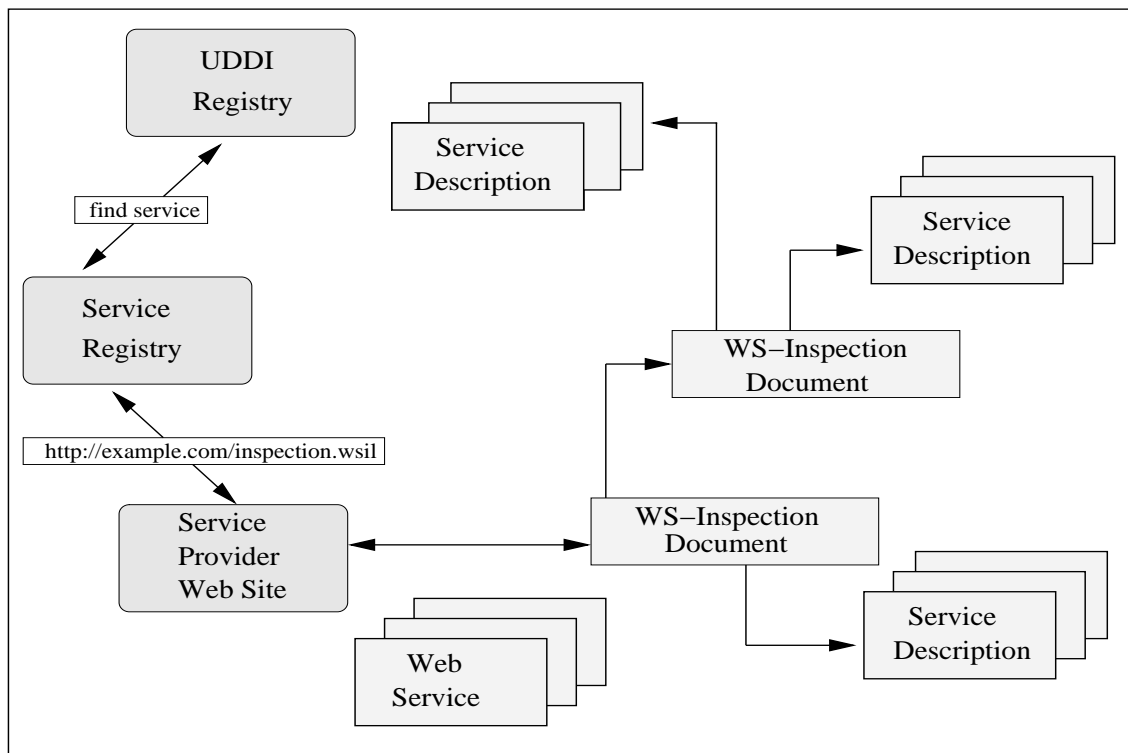 UDDI
Registry
find service
Service
Registry
http://example.com/inspection.wsil
Service
Provider
Web Site
Service
Description
Service
Description
WS−Inspection
Document
WS−Inspection
Document
Service
Description
Web
Service